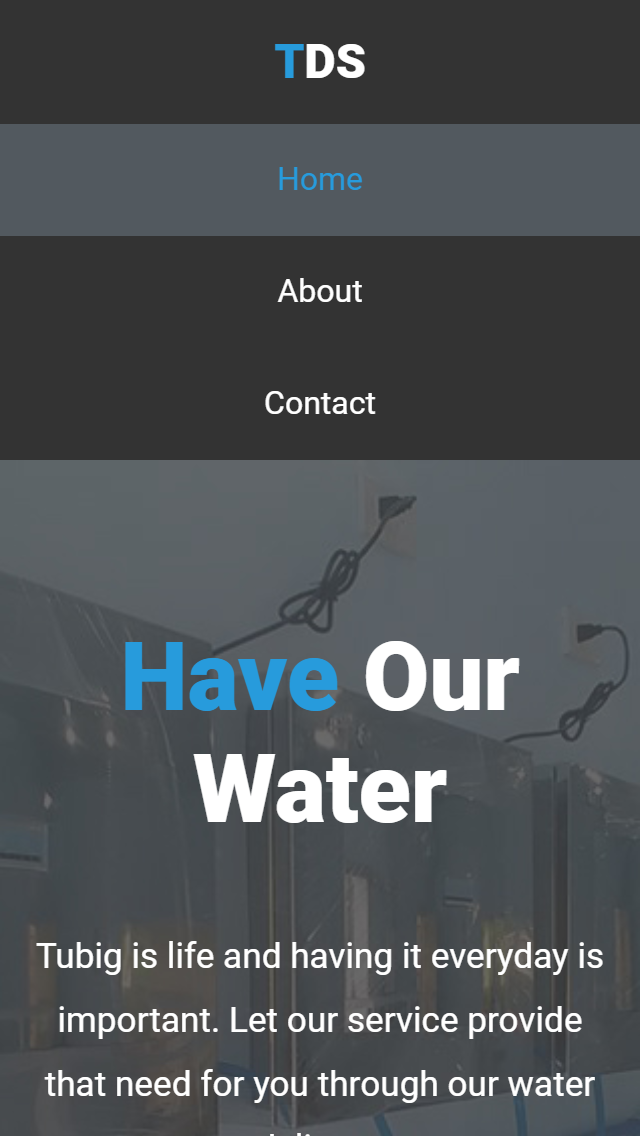 TDS
Home
About
Contact
Have Our
Water
Tubig is life and having it everyday is
important. Let our service provide
that need for you through our water